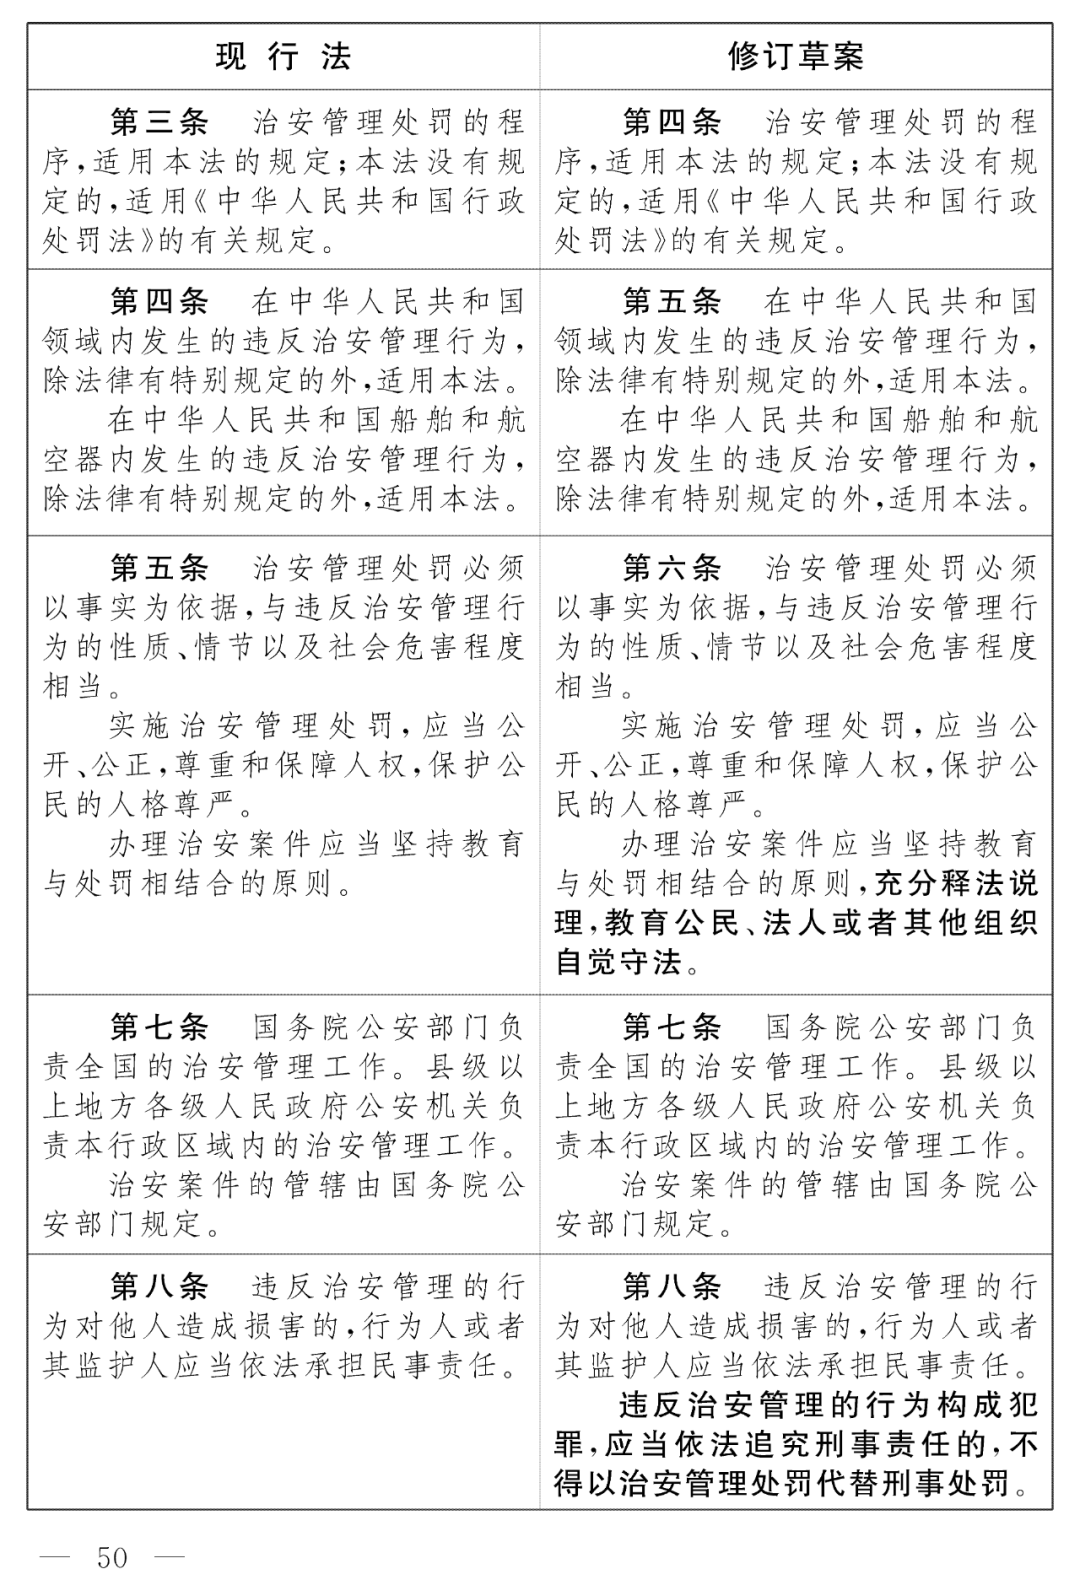 现行法
修订草案
第三条 治安管理处罚的程
序,适用本法的规定;本法没有规
定的,适用《中华人民共和国行政
处罚法》的有关规定。
第四条 治安管理处罚的程
序,适用本法的规定;本法没有规
定的,适用《中华人民共和国行政
处罚法》的有关规定。
第四条 在中华人民共和国
领域内发生的违反治安管理行为,
除法律有特别规定的外,适用本法。
在中华人民共和国船舶和航
空器内发生的违反治安管理行为,
除法律有特别规定的外,适用本法。
第五条 在中华人民共和国
领域内发生的违反治安管理行为,
除法律有特别规定的外,适用本法。
在中华人民共和国船舶和航
空器内发生的违反治安管理行为,
除法律有特别规定的外,适用本法。
第五条 治安管理处罚必须
以事实为依据,与违反治安管理行
为的性质、情节以及社会危害程度
相当。
实施治安管理处罚,应当公
开、公正,尊重和保障人权,保护公
民的人格尊严。
办理治安案件应当坚持教育
与处罚相结合的原则。
第六条 治安管理处罚必须
以事实为依据,与违反治安管理行
为的性质、情节以及社会危害程度
相当。
实施治安管理处罚,应当公
开、公正,尊重和保障人权,保护公
民的人格尊严。
办理治安案件应当坚持教育
与处罚相结合的原则,充分释法说
理,教育公民、法人或者其他组织
自觉守法。
第七条 国务院公安部门负
责全国的治安管理工作。县级以
上地方各级人民政府公安机关负
责本行政区域内的治安管理工作。
治安案件的管辖由国务院公
安部门规定。
第七条 国务院公安部门负
责全国的治安管理工作。县级以
上地方各级人民政府公安机关负
责本行政区域内的治安管理工作。
治安案件的管辖由国务院公
安部门规定。
第八条 违反治安管理的行
为对他人造成损害的,行为人或者
其监护人应当依法承担民事责任。
第八条 违反治安管理的行
为对他人造成损害的,行为人或者
其监护人应当依法承担民事责任。
违反治安管理的行为构成犯
罪,应当依法追究刑事责任的,不
得以治安管理处罚代替刑事处罚。
— 50 —